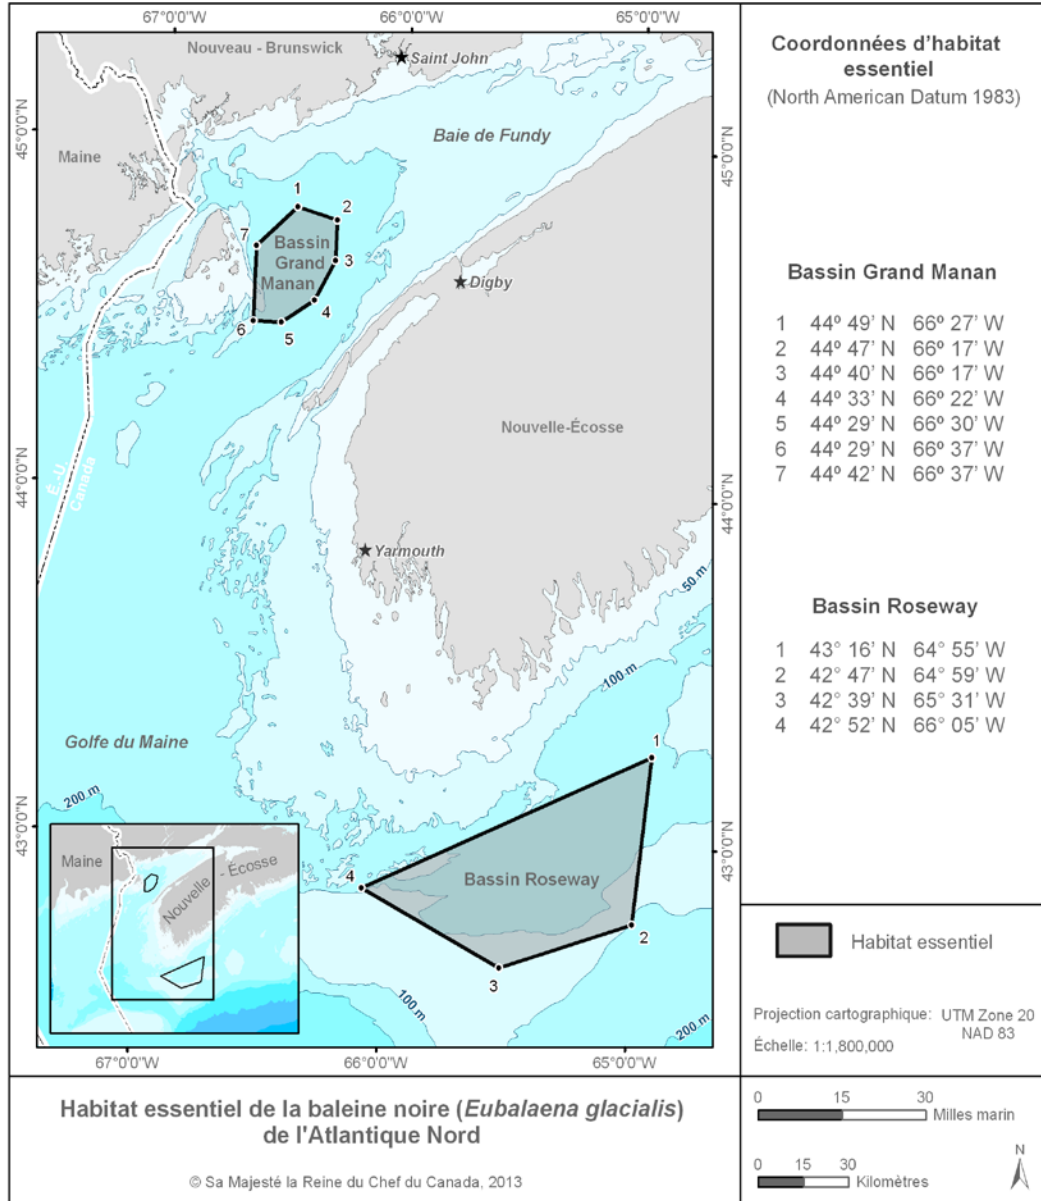 67°0'0"W 66°0'0"W 65°0'0"W
Nouveau - Brunswick
Saint John
45°0'0"N
45°0'0"N
Baie de Fundy
Maine
1
2
7
Bassin
Grand
Manan
3
4
6
5
Digby
Nouvelle-Écosse
44°0'0"N
44°0'0"N
É.-U.
Canada
Yarmouth
50 m
100 m
Golfe du Maine
1
200 m
43°0'0"N
43°0'0"N
4
Bassin Roseway
2
3
100 m
200 m
Maine
Nouvelle - Écosse
67°0'0"W 66°0'0"W 65°0'0"W
Coordonnées d'habitat
essentiel
(North American Datum 1983)
Bassin Grand Manan
1 44º 49' N 66º 27' W
2 44º 47' N 66º 17' W
3 44º 40' N 66º 17' W
4 44º 33' N 66º 22' W
5 44º 29' N 66º 30' W
6 44º 29' N 66º 37' W
7 44º 42' N 66º 37' W
Bassin Roseway
1 43° 16' N 64° 55' W
2 42° 47' N 64° 59' W
3 42° 39' N 65° 31' W
4 42° 52' N 66° 05' W
Habitat essentiel
Projection cartographique: UTM Zone 20
NAD 83
Échelle: 1:1,800,000
Habitat essentiel de la baleine noire (Eubalaena glacialis)
de l'Atlantique Nord
© Sa Majesté la Reine du Chef du Canada, 2013
0 15 30
Milles marin
0 15 30
Kilomètres
N